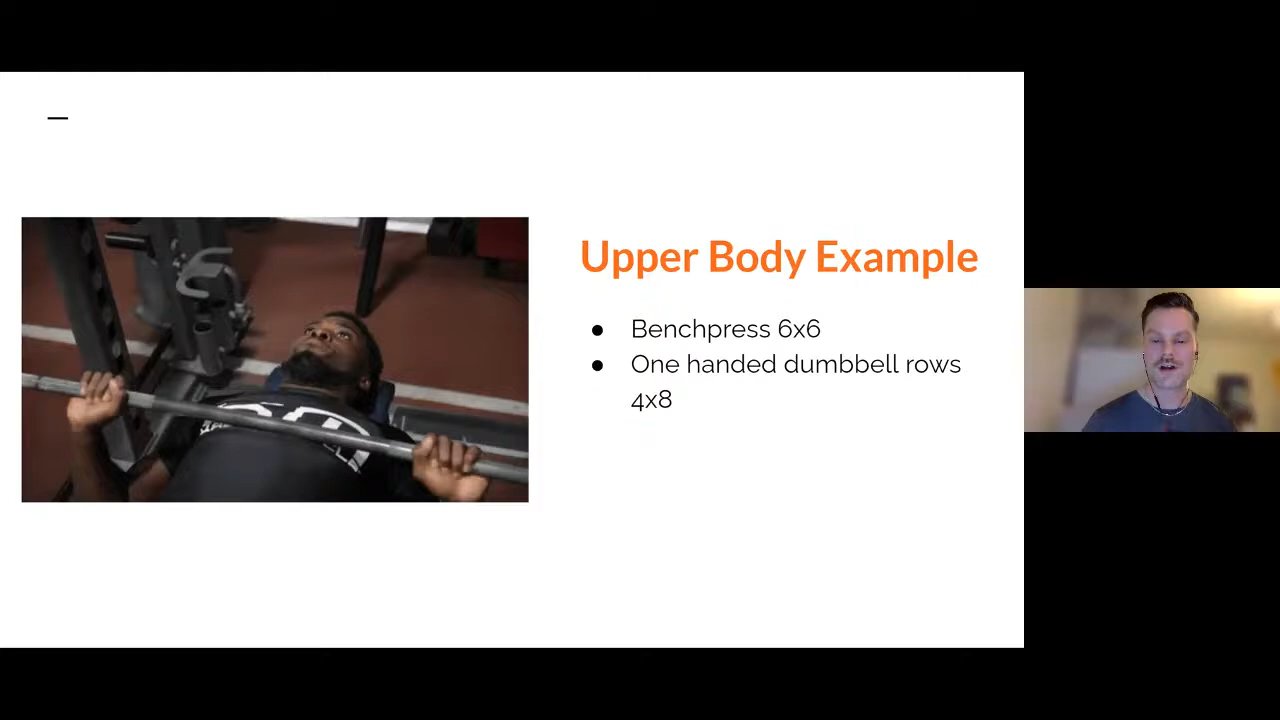 Upper Body Example
● Benchpress 6x6
● One handed dumbbell rows
4x8